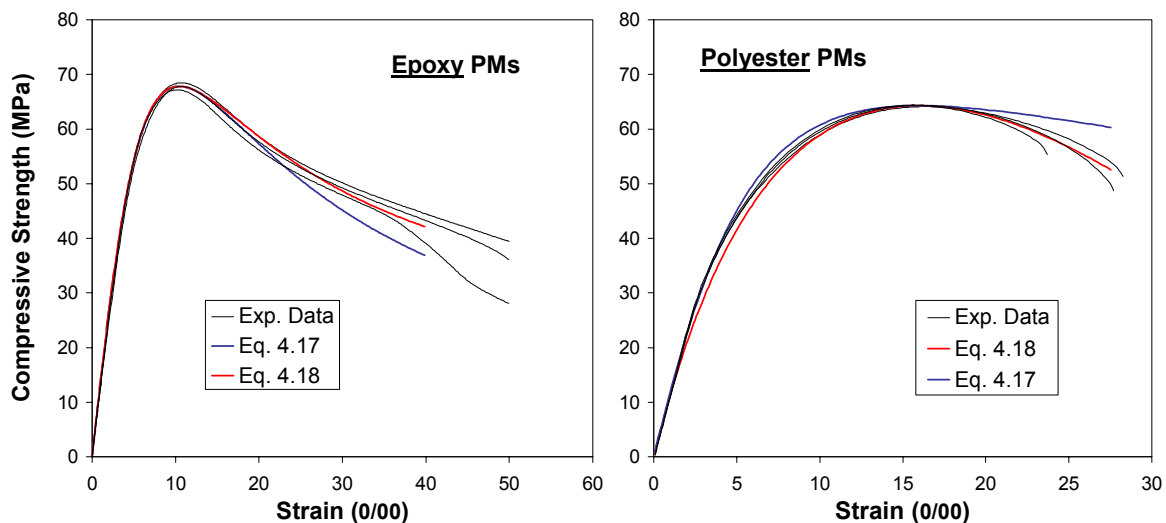 Compressive Strength (MPa)
80
70
60
50
40
30
20
10
0
Epoxy PMs
Exp. Data
Eq. 4.17
Eq. 4.18
0 10 20 30 40 50 60
Strain (0/00)
80
70
60
50
40
30
20
10
0
Polyester PMs
Exp. Data
Eq. 4.18
Eq. 4.17
0 5 10 15 20 25 30
Strain (0/00)